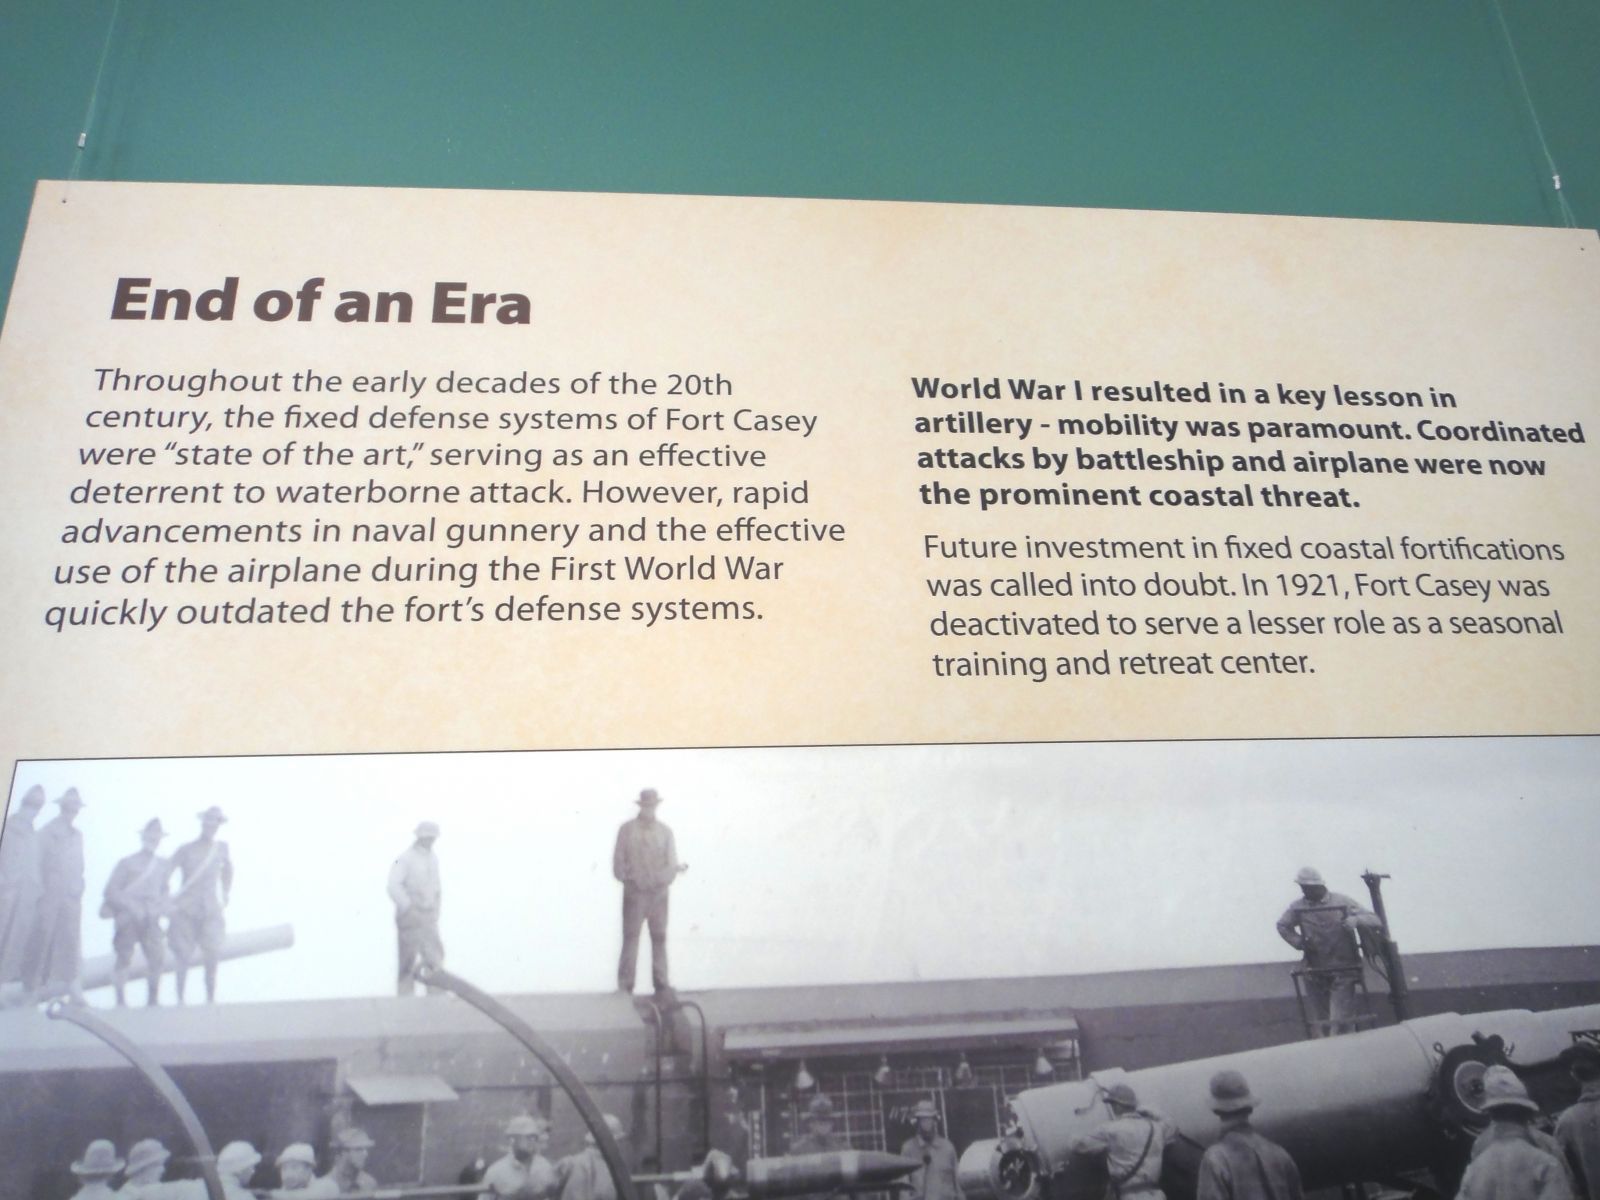 End of an Era
Throughout the early decades of the 20th
century, the fixed defense systems of Fort Casey
were “state of the art,” serving as an effective
deterrent to waterborne attack. However, rapid
advancements in naval gunnery and the effective
use of the airplane during the First World War
quickly outdated the fort’s defense systems.
World War I resulted in a key lesson in
artillery - mobility was paramount. Coordinated
attacks by battleship and airplane were now
the prominent coastal threat.
Future investment in fixed coastal fortifications
was called into doubt. In 1921, Fort Casey was
deactivated to serve a lesser role as a seasonal
training and retreat center.